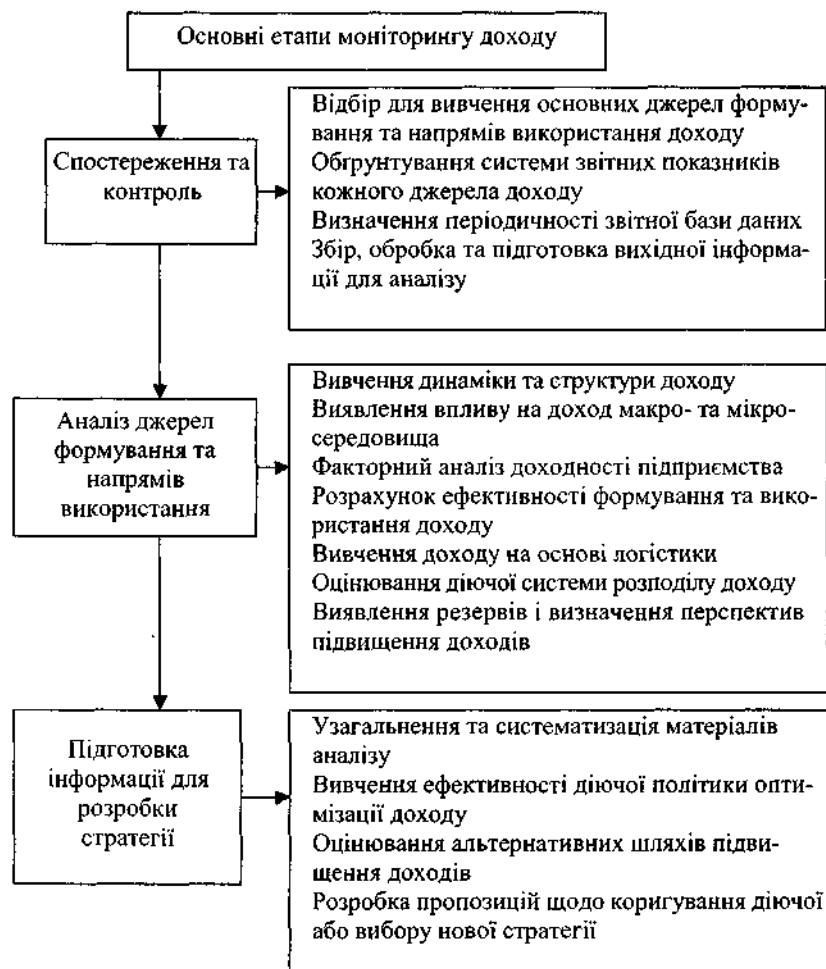 Основні етапи моніторингу доходу
Спостереження та
контроль
Відбір для вивчення основних джерел форму-
вання та напрямів використання доходу
Обґрунтування системи звітних показників
кожного джерела доходу
Визначення періодичності звітної бази даних
Збір, обробка та підготовка вихідної інформа-
ції для аналізу
Аналіз джерел
формування та
напрямів
використання
Вивчення динаміки та структури доходу
Виявлення впливу на доход макро- та мікро-
середовища
Факторний аналіз доходності підприємства
Розрахунок ефективності формування та вико-
ристання доходу
Вивчення доходу на основі логістики
Оцінювання діючої системи розподілу доходу
Виявлення резервів і визначення перспектив
підвищення доходів
Підготовка
інформації для
розробки
стратегії
Узагальнення та систематизація матеріалів
аналізу
Вивчення ефективності діючої політики опти-
мізації доходу
Оцінювання альтернативних шляхів підви-
щення доходів
Розробка пропозицій щодо коригування діючої
або вибору нової стратегії